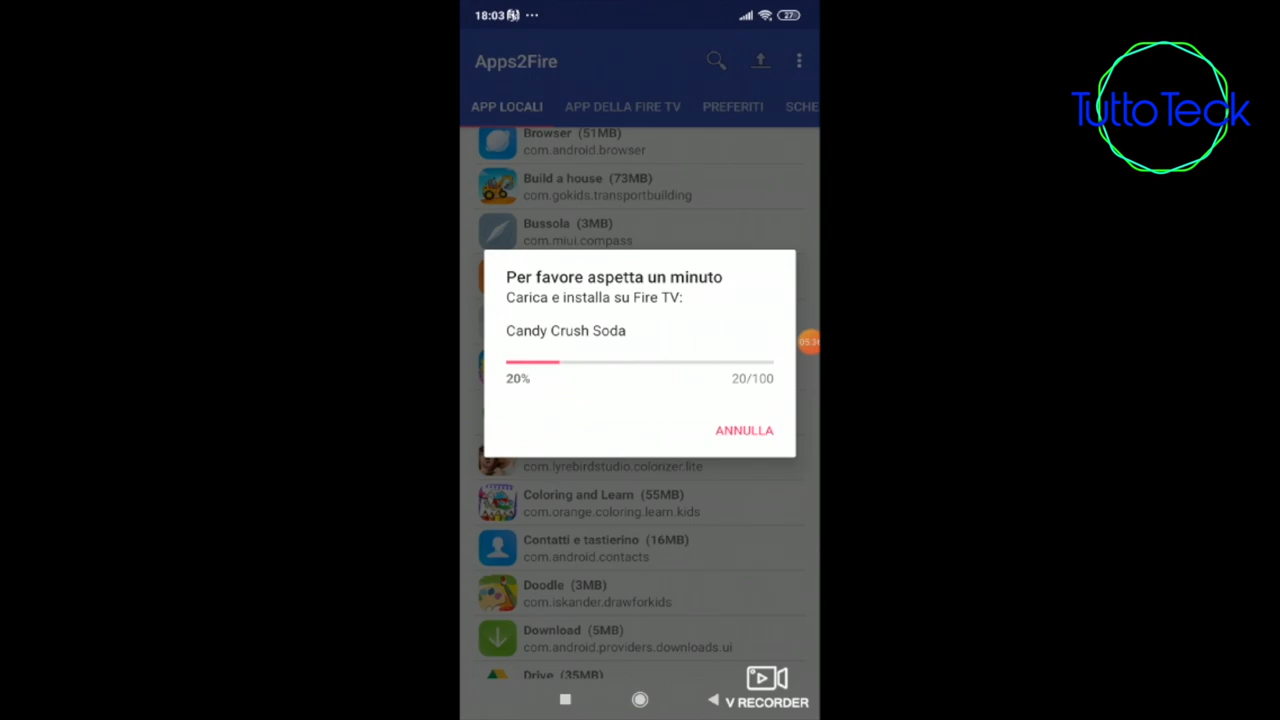 18:03
27
TuttoTeck
Apps2Fire
APP LOCALI APP DELLA FIRE TV PREFERITI SCHE
Browser (51MB)
com.android.browser
Build a house (73MB)
com.gokids.transportbuilding
Bussola (3MB)
com.miui.compass
Per favore aspetta un minuto
Carica e installa su Fire TV:
Candy Crush Soda
05:36
20% 20/100
ANNULLA
com.lyrebirdstudio.colorizer.lite
Coloring and Learn (55MB)
com.orange.coloring.learn.kids
Contatti e tastierino (16MB)
com.android.contacts
Doodle (3MB)
com.iskander.drawforkids
Download (5MB)
com.android.providers.downloads.ui
Drive (35MB)
V RECORDER